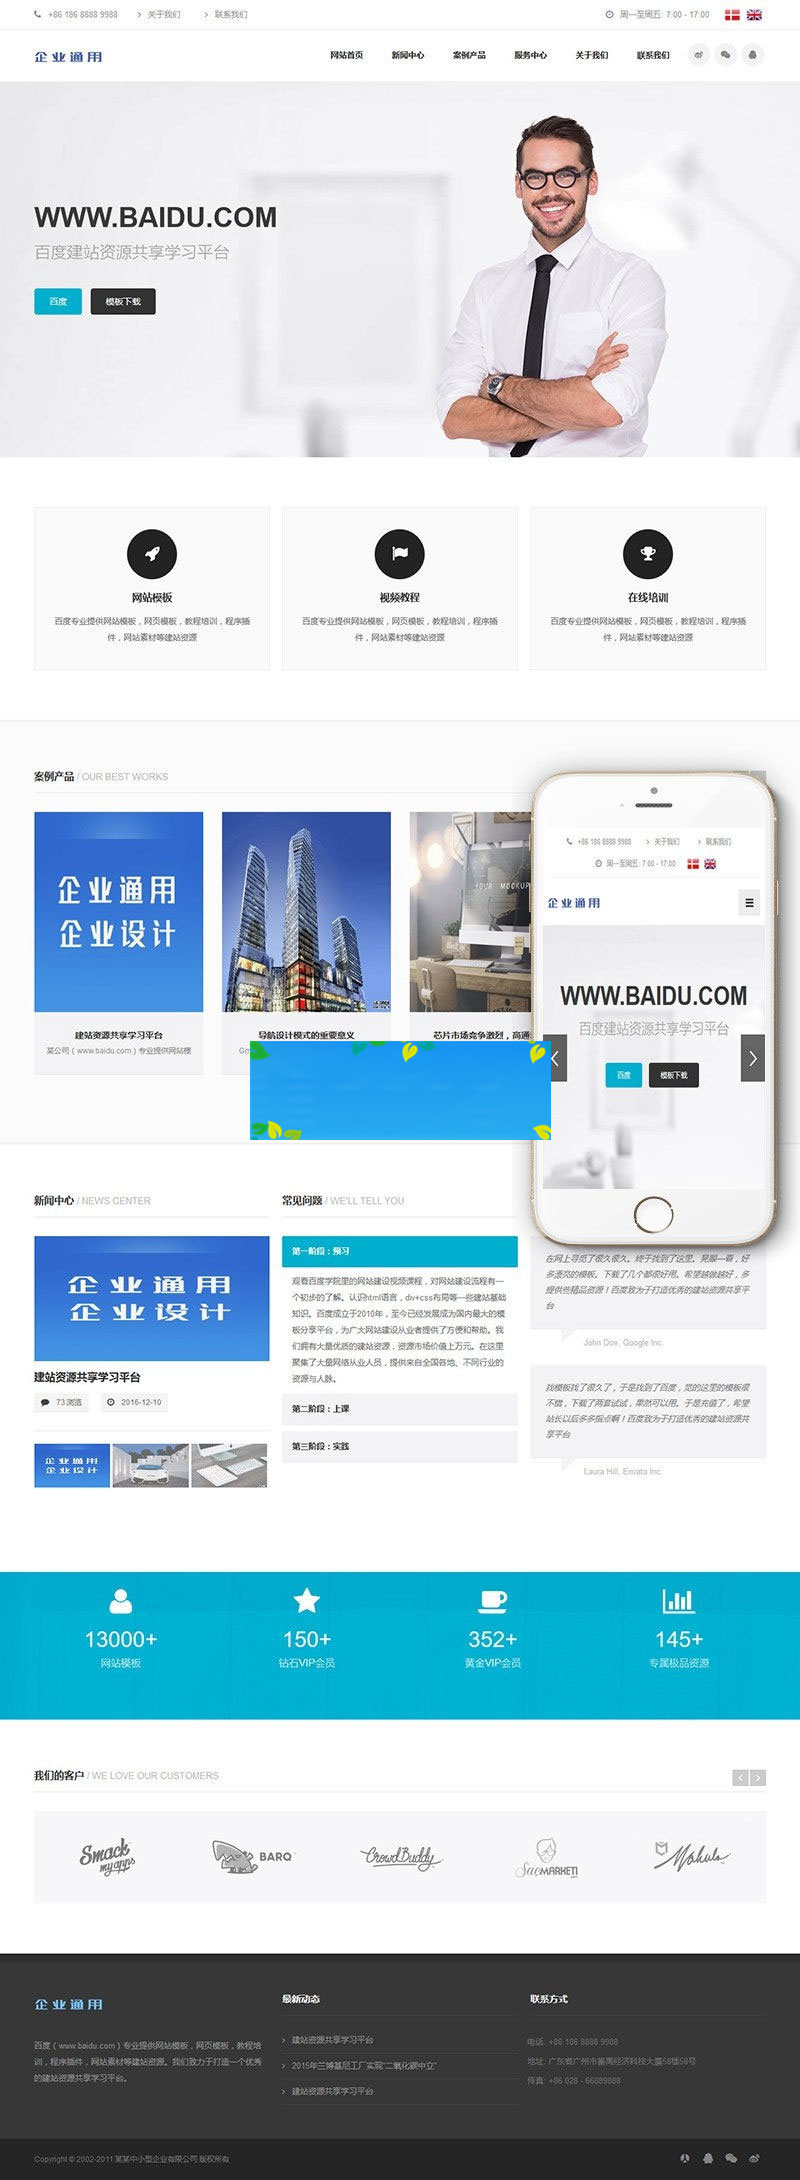 +86 186 8888 9988 关于我们 联系我们 周一至周五: 7:00 - 17:00
企业通用 网站首页 新闻中心 案例产品 服务中心 关于我们 联系我们
WWW.BAIDU.COM
百度建站资源共享学习平台
百度 模板下载
网站模板
百度专业提供网站模板，网页模板，教程培训，程序插
件，网站素材等建站资源
视频教程
百度专业提供网站模板，网页模板，教程培训，程序插
件，网站素材等建站资源
在线培训
百度专业提供网站模板，网页模板，教程培训，程序插
件，网站素材等建站资源
案例产品 / OUR BEST WORKS
企业通用
企业设计
建站资源共享学习平台
某公司（www.baidu.com）专业提供网站模
导航设计模式的重要意义
YOUR MOCKUP
芯片市场竞争激烈，高通
+86 186 8888 9988 关于我们 联系我们
周一至周五: 7:00 - 17:00
企业通用
WWW.BAIDU.COM
百度建站资源共享学习平台
百度 模板下载
新闻中心 / NEWS CENTER
企业通用
企业设计
建站资源共享学习平台
73浏览 2016-12-10
企业通用
企业设计
常见问题 / WE'LL TELL YOU
第一阶段：预习
观看百度学院里的网站建设视频课程，对网站建设流程有一
个初步的了解。认识html语言，div+css布局等一些建站基础
知识。百度成立于2010年，至今已经发展成为国内最大的模
板分享平台，为广大网站建设从业者提供了方便和帮助。我
们拥有大量优质的建站资源，资源市场价值上万元。在这里
聚集了大量网络从业人员，提供来自全国各地、不同行业的
资源与人脉。
第二阶段：上课
第三阶段：实践
在网上寻觅了很久很久。终于找到了这里。晃眼一看，好
多漂亮的模板。下载了几个都很好用。希望越做越好，多
提供些精品资源！百度致力于打造优秀的建站资源共享平
台
John Doe, Google Inc.
找模板找了很久了，于是找到了百度，觉的这里的模板很
不错，下载了两套试试，果然可以用。于是充值了，希望
站长以后多多指点啊！百度致力于打造优秀的建站资源共
享平台
Laura Hill, Envato Inc.
13000+
网站模板
150+
钻石VIP会员
352+
黄金VIP会员
145+
专属极品资源
我们的客户 / WE LOVE OUR CUSTOMERS
Smack
my apps
BARQ
CrowdBuddy
SacMARKETI
Mahula
企业通用
百度（www.baidu.com）专业提供网站模板，网页模板，教程培
训，程序插件，网站素材等建站资源。我们致力于打造一个优秀
的建站资源共享学习平台。
最新动态
建站资源共享学习平台
2015年兰博基尼工厂实现“二氧化碳中立”
建站资源共享学习平台
联系方式
电话: +86 186 8888 9988
地址: 广东省广州市番禺经济科技大厦58楼58号
传真: +86 028 - 66889888
Copyright © 2002-2011 某某中小型企业有限公司 版权所有